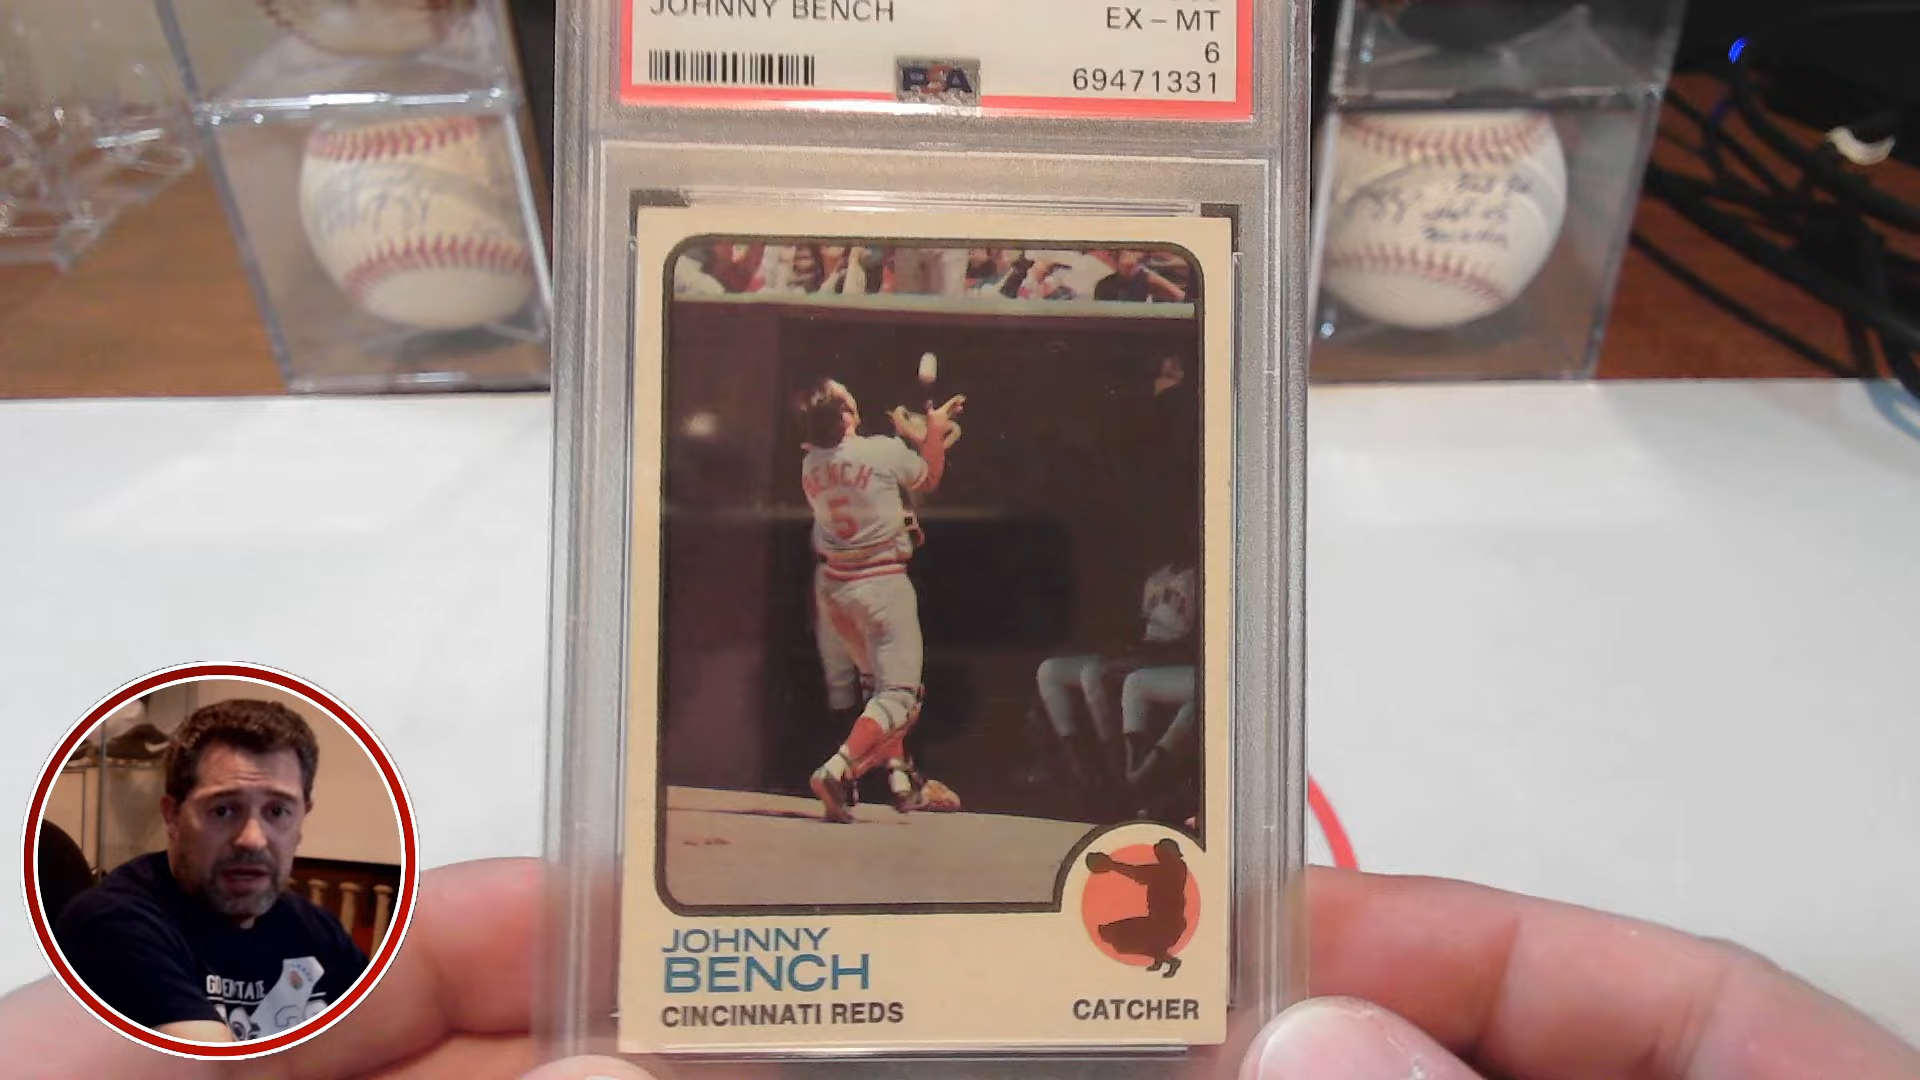 JOHNNY BENCH
EX - MT
6
PSA
69471331
BENCH
5
JOHNNY
BENCH
CINCINNATI REDS
CATCHER